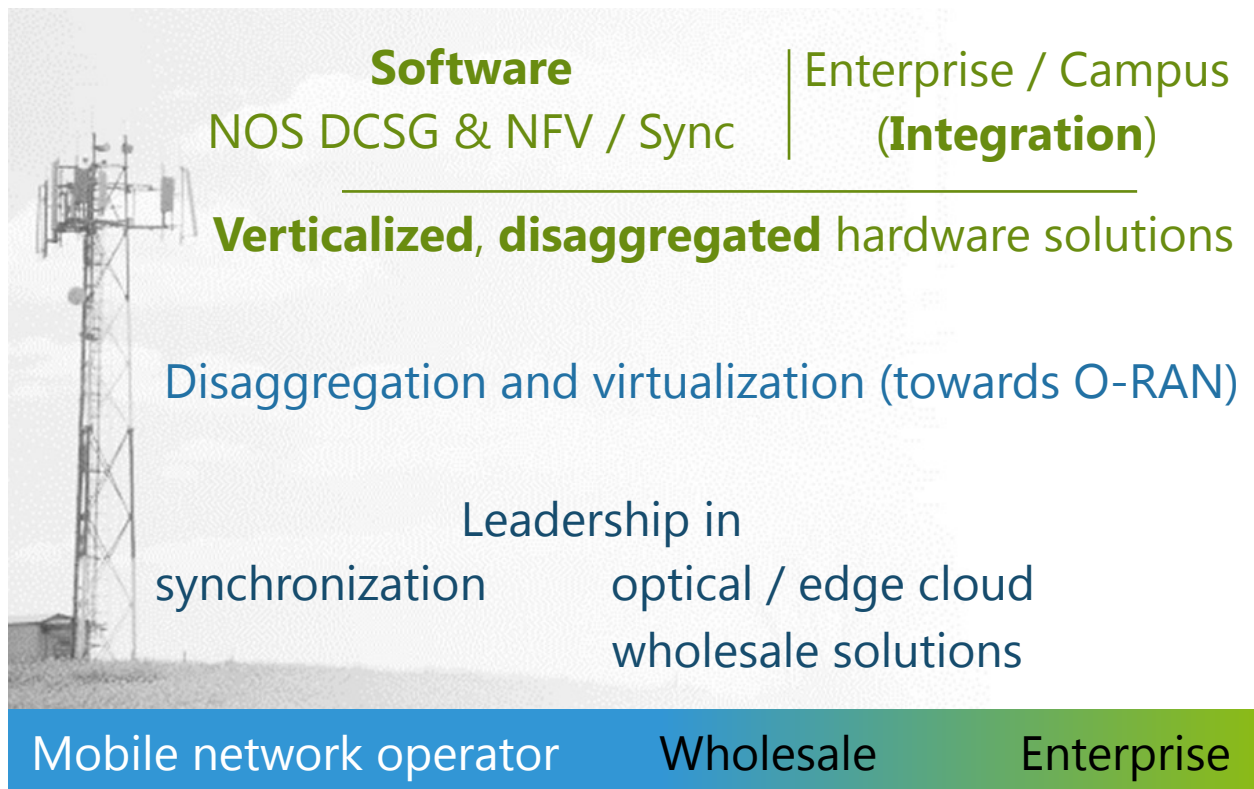 Software
NOS DCSG & NFV / Sync
Enterprise / Campus
(Integration)
Verticalized, disaggregated hardware solutions
Disaggregation and virtualization (towards O-RAN)
Leadership in
synchronization
optical / edge cloud
wholesale solutions
Mobile network operator
Wholesale
Enterprise